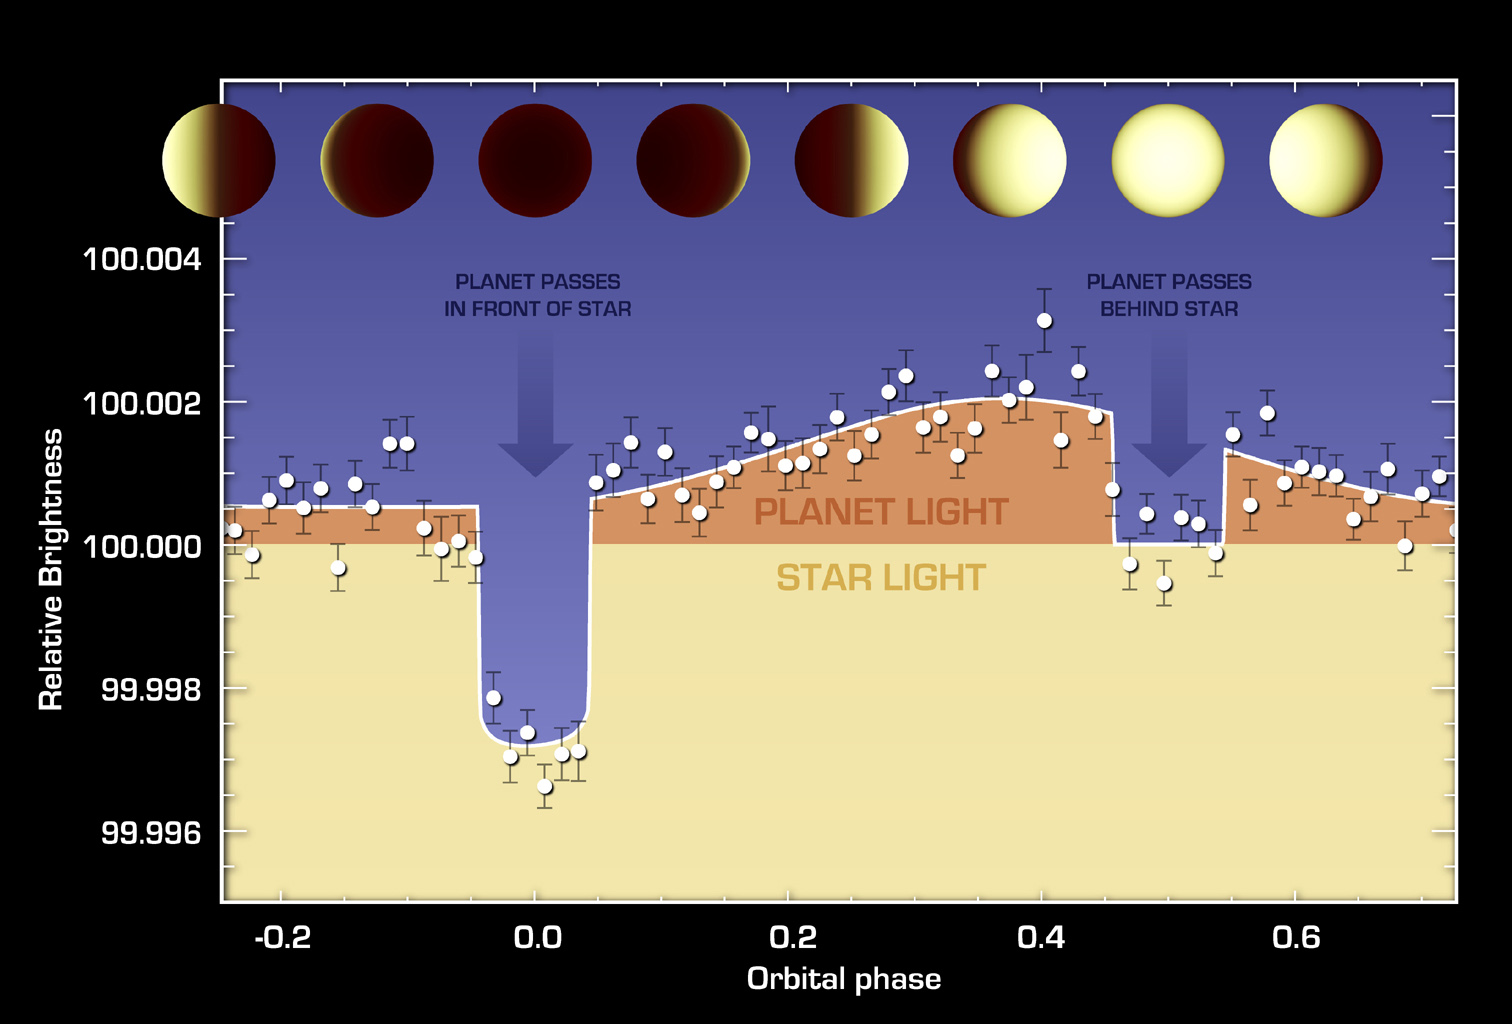 PLANET PASSES
IN FRONT OF STAR
PLANET PASSES
BEHIND STAR
100.004
100.002
100.000
99.998
99.996
Relative Brightness
PLANET LIGHT
STAR LIGHT
-0.2
0.0
0.2
0.4
0.6
Orbital phase